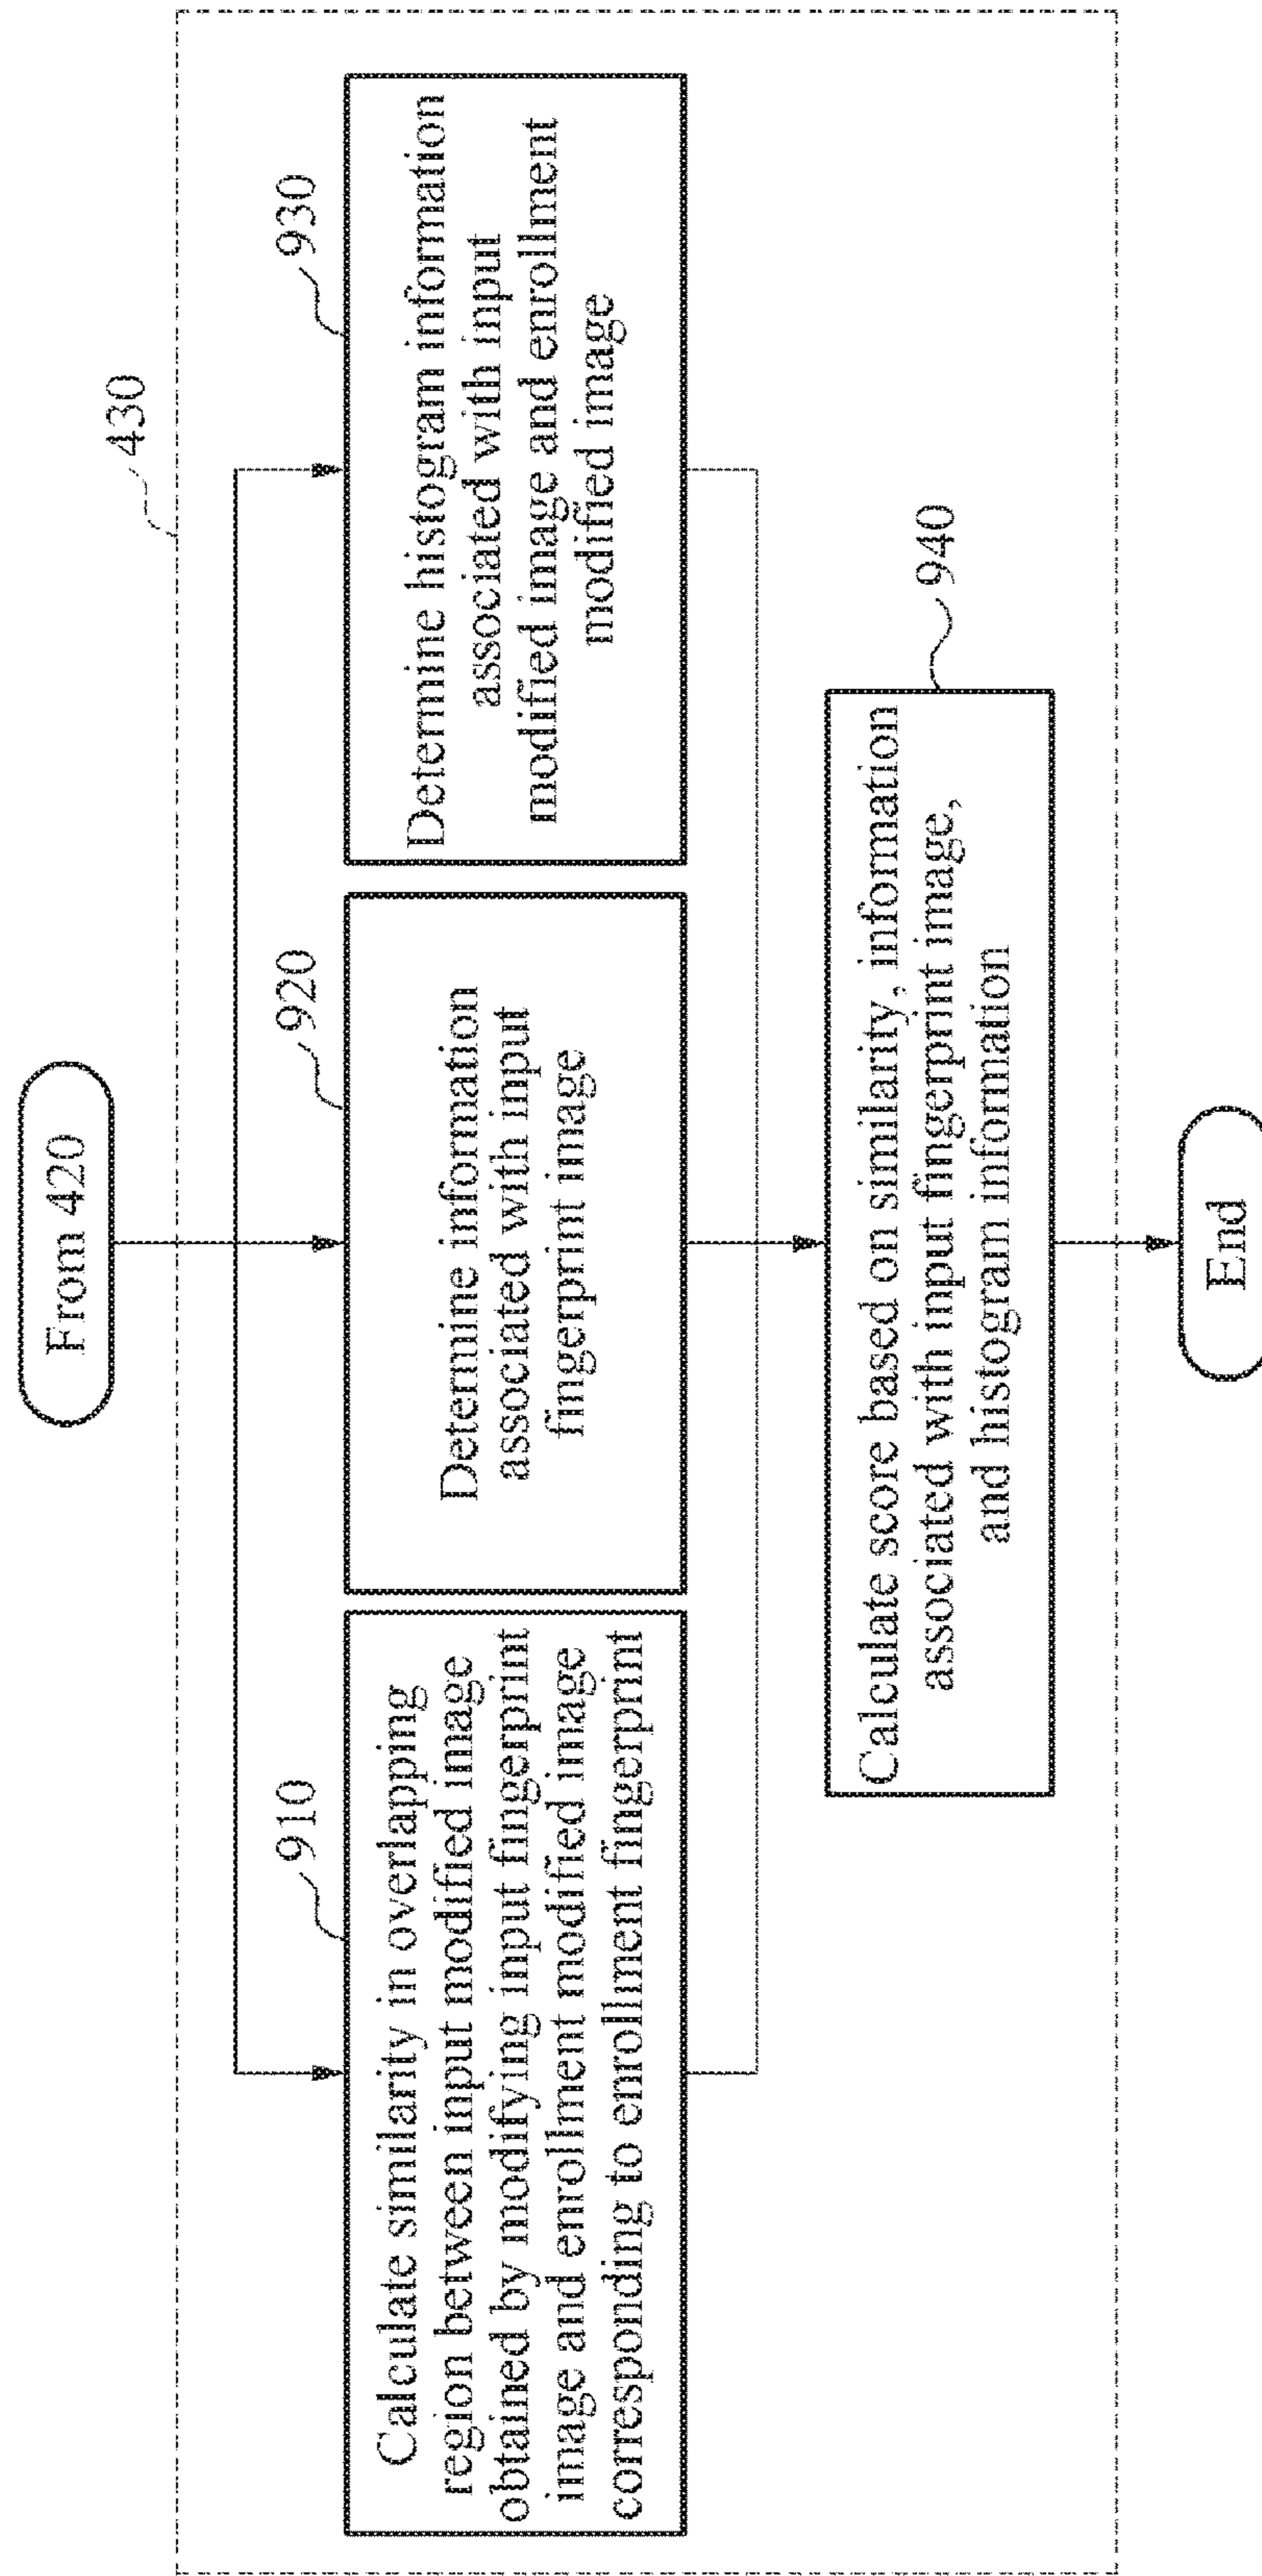 From 420
430
910
Calculate similarity in overlapping
region between input modified image
obtained by modifying input fingerprint
image and enrollment modified image
corresponding to enrollment fingerprint
920
Determine information
associated with input
fingerprint image
930
Determine histogram information
associated with input
modified image and enrollment
modified image
940
Calculate score based on similarity, information
associated with input fingerprint image,
and histogram information
End